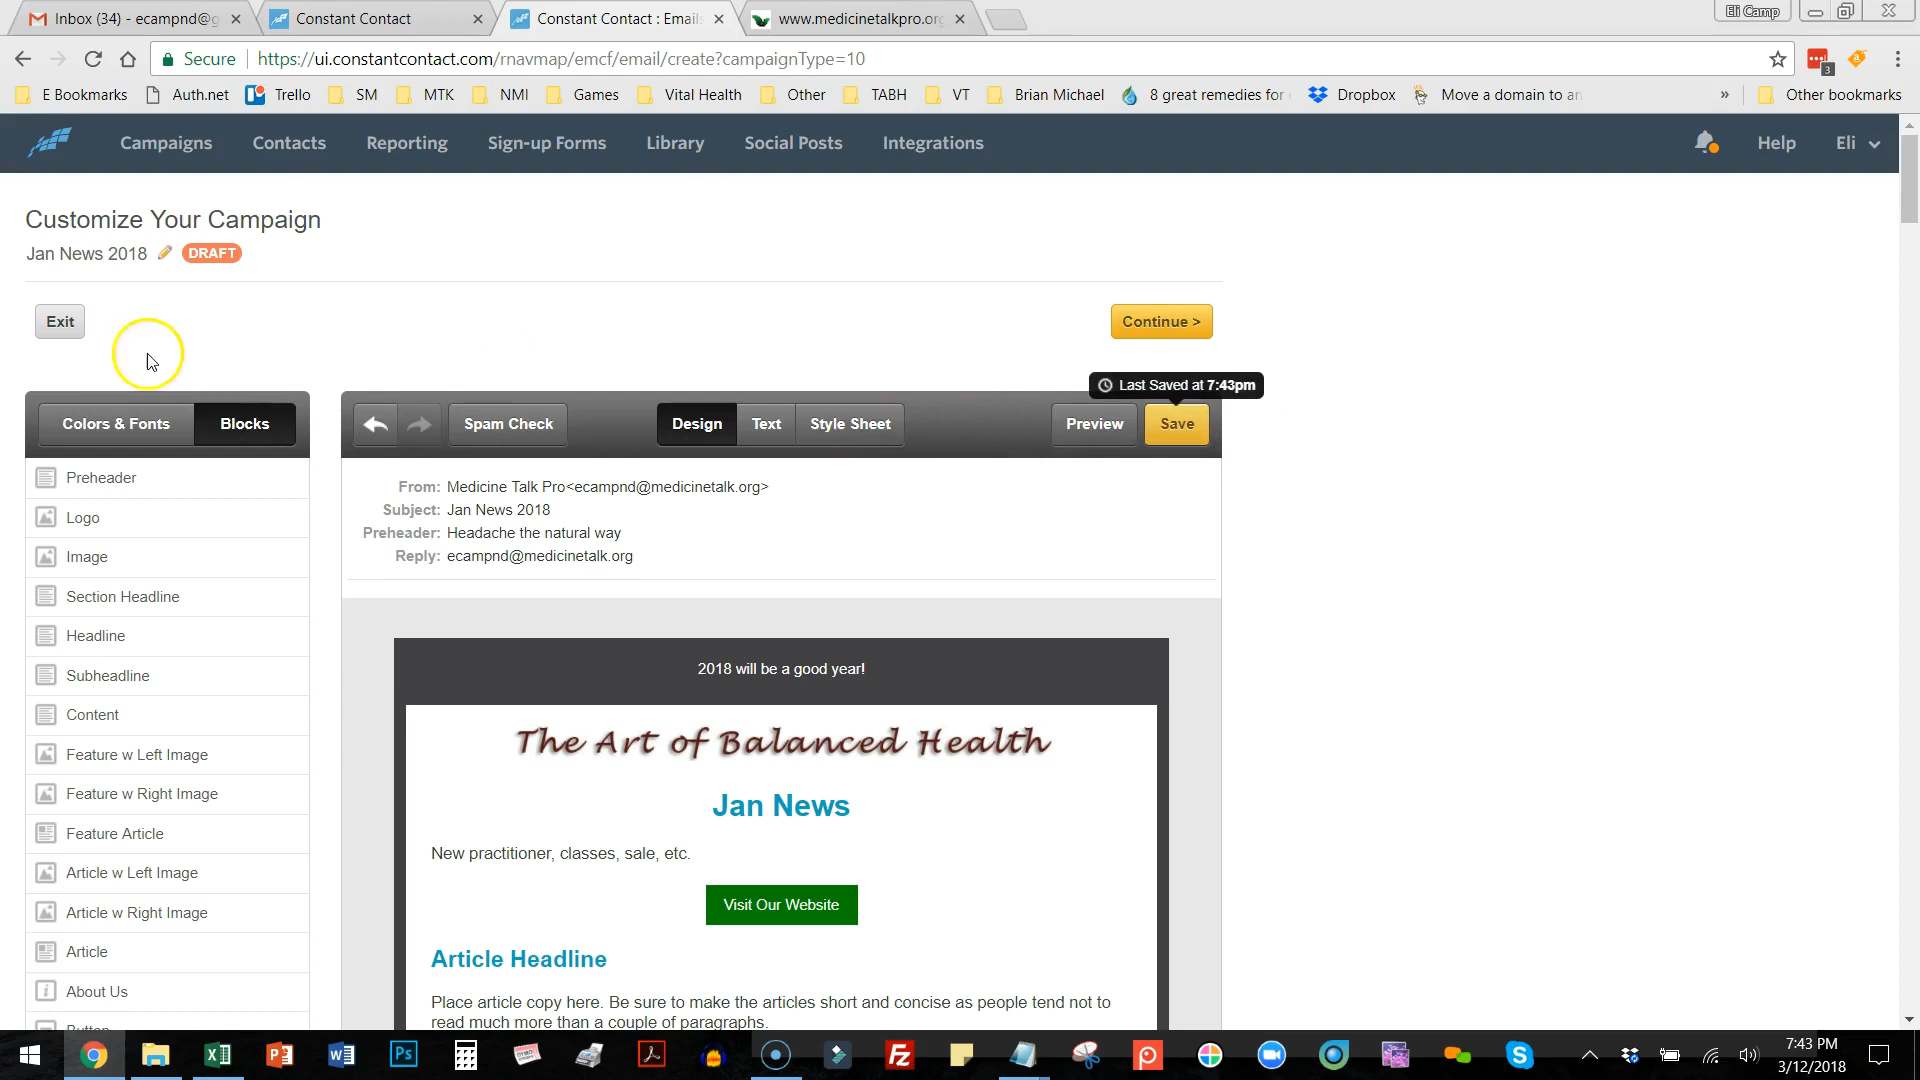 Inbox (34) - ecampnd@g
Constant Contact
Constant Contact : Emails
www.medicinetalkpro.org
Eli Camp
Secure
https://ui.constantcontact.com/rnavmap/emcf/email/create?campaignType=10
3
E Bookmarks
Auth.net
Trello
SM
MTK
NMI
Games
Vital Health
Other
TABH
VT
Brian Michael
8 great remedies for
Dropbox
Move a domain to an
»
Other bookmarks
Campaigns
Contacts
Reporting
Sign-up Forms
Library
Social Posts
Integrations
Help
Eli
Customize Your Campaign
Jan News 2018
DRAFT
Exit
Continue >
Last Saved at 7:43pm
Colors & Fonts
Blocks
Spam Check
Design
Text
Style Sheet
Preview
Save
Preheader
Logo
Image
Section Headline
Headline
Subheadline
Content
Feature w Left Image
Feature w Right Image
Feature Article
Article w Left Image
Article w Right Image
Article
About Us
From: Medicine Talk Pro<ecampnd@medicinetalk.org>
Subject: Jan News 2018
Preheader: Headache the natural way
Reply: ecampnd@medicinetalk.org
2018 will be a good year!
The Art of Balanced Health
Jan News
New practitioner, classes, sale, etc.
Visit Our Website
Article Headline
Place article copy here. Be sure to make the articles short and concise as people tend not to
read much more than a couple of paragraphs.
7:43 PM
3/12/2018